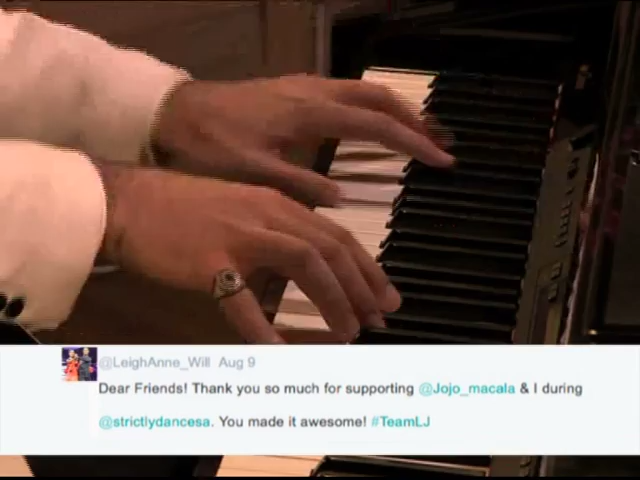 @LeighAnne_Will Aug 9
Dear Friends! Thank you so much for supporting @Jojo_macala & I during
@strictlydancesa. You made it awesome! #TeamLJ